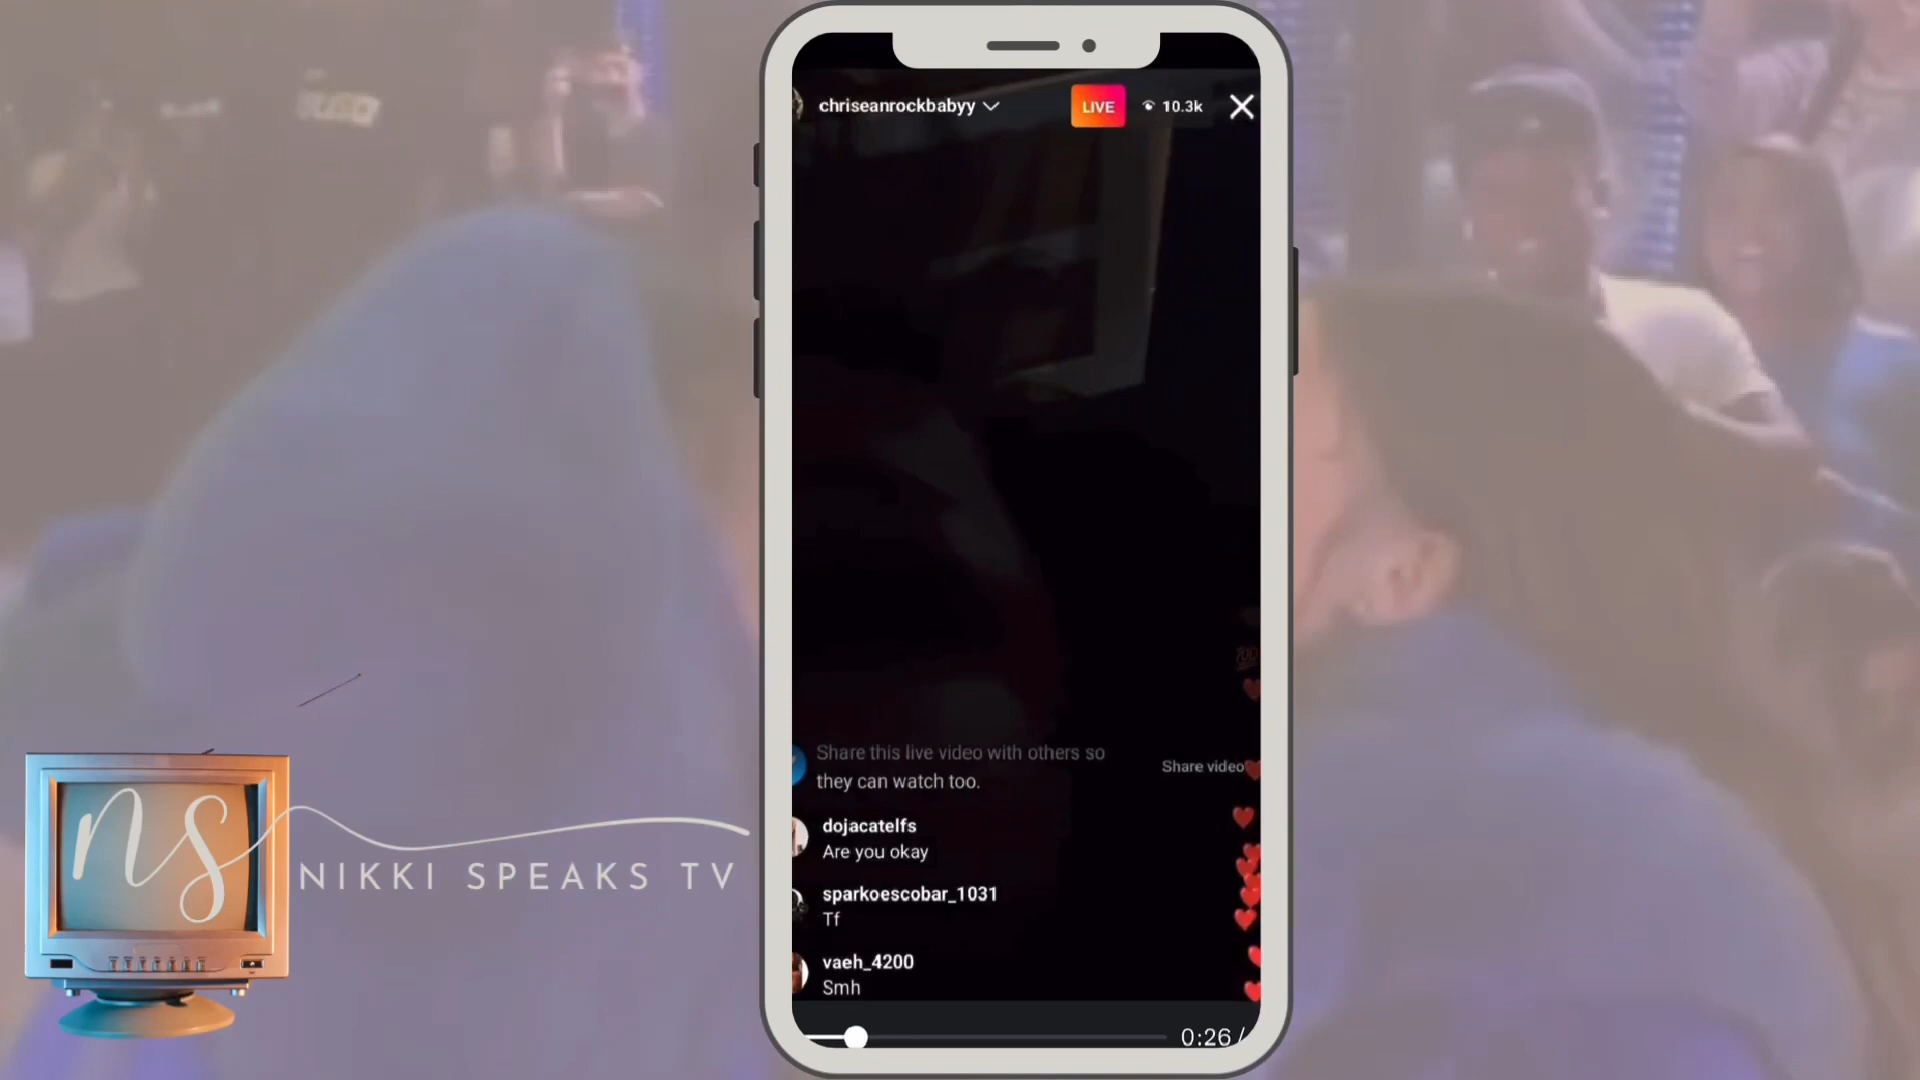 chriseanrockbabyy
LIVE
10.3k
Share this live video with others so
they can watch too.
Share video
dojacatelfs
Are you okay
sparkoescobar_1031
Tf
vaeh_4200
Smh
0:26 /
ns
NIKKI SPEAKS TV